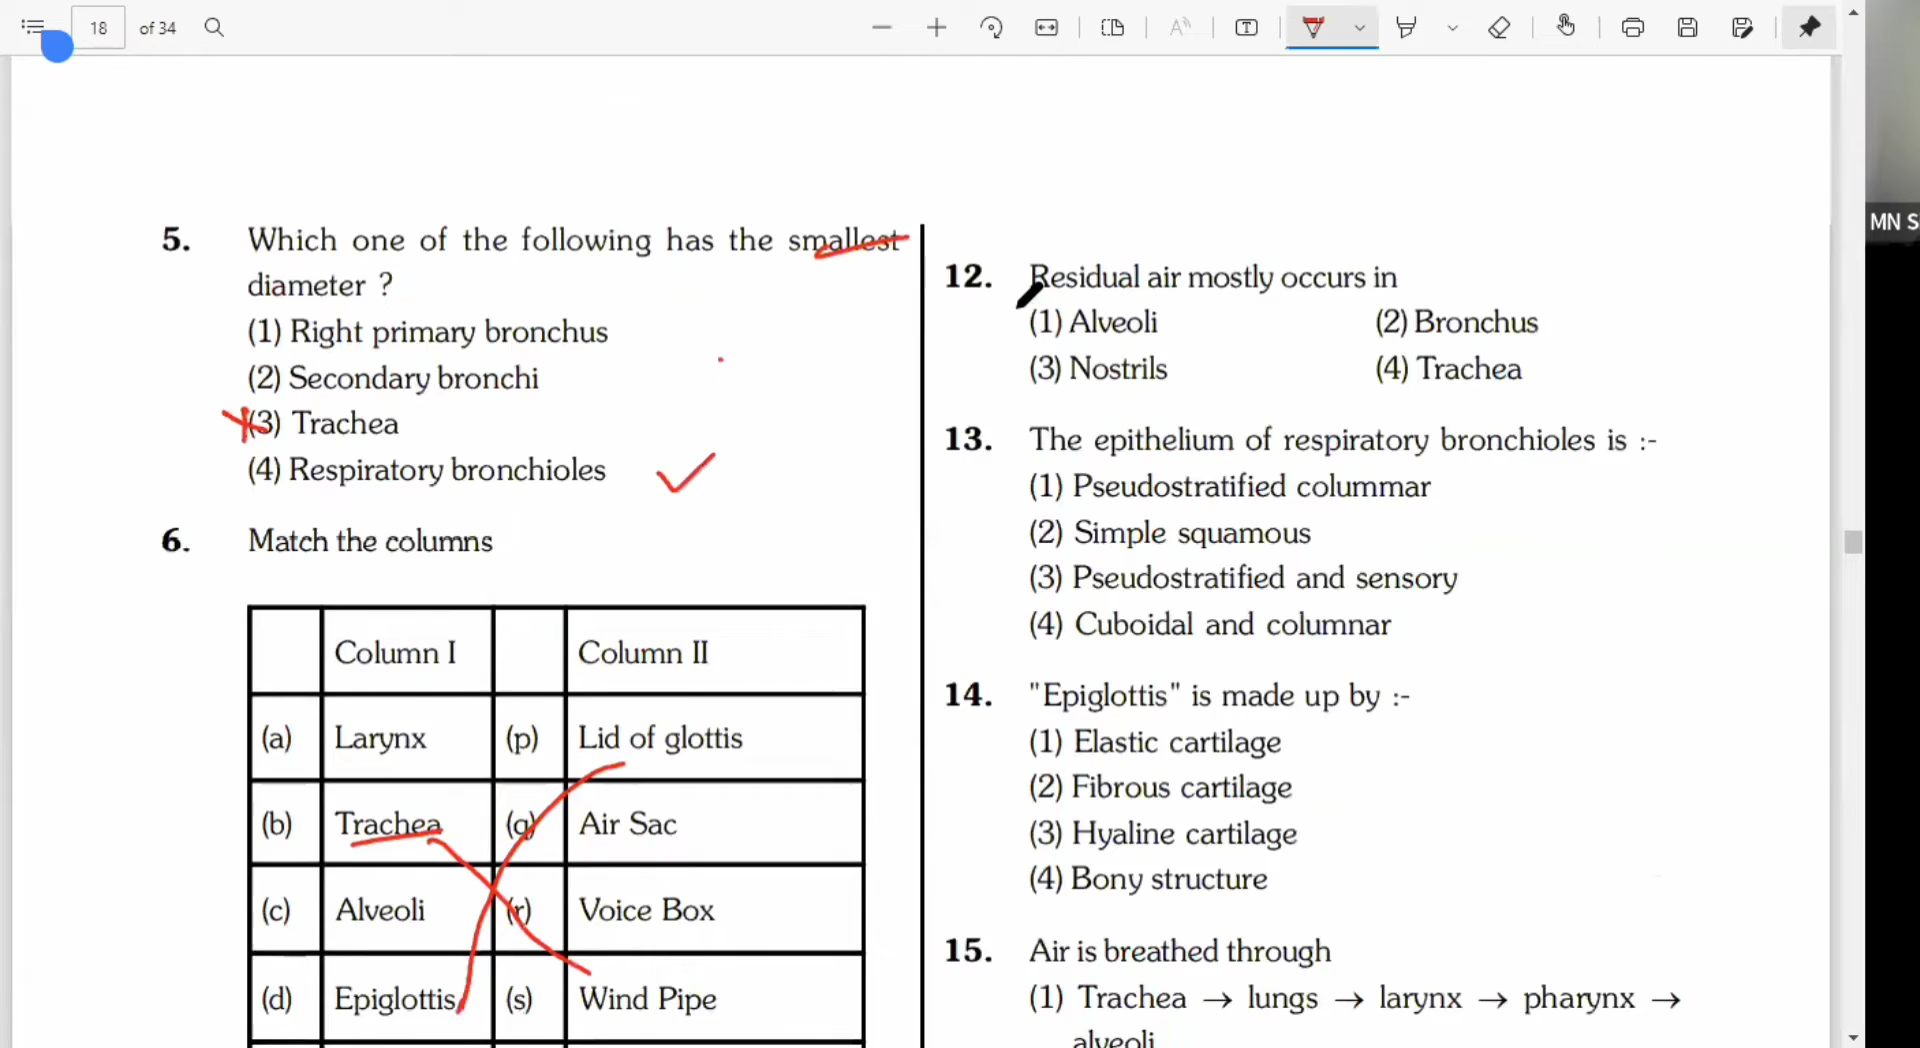 18 of 34
MN S
5. Which one of the following has the smallest
diameter ?
(1) Right primary bronchus
(2) Secondary bronchi
(3) Trachea
(4) Respiratory bronchioles
6. Match the columns
Column I Column II
(a) Larynx (p) Lid of glottis
(b) Trachea (q) Air Sac
(c) Alveoli (r) Voice Box
(d) Epiglottis (s) Wind Pipe
12. Residual air mostly occurs in
(1) Alveoli (2) Bronchus
(3) Nostrils (4) Trachea
13. The epithelium of respiratory bronchioles is :-
(1) Pseudostratified colummar
(2) Simple squamous
(3) Pseudostratified and sensory
(4) Cuboidal and columnar
14. "Epiglottis" is made up by :-
(1) Elastic cartilage
(2) Fibrous cartilage
(3) Hyaline cartilage
(4) Bony structure
15. Air is breathed through
(1) Trachea → lungs → larynx → pharynx →
alveoli